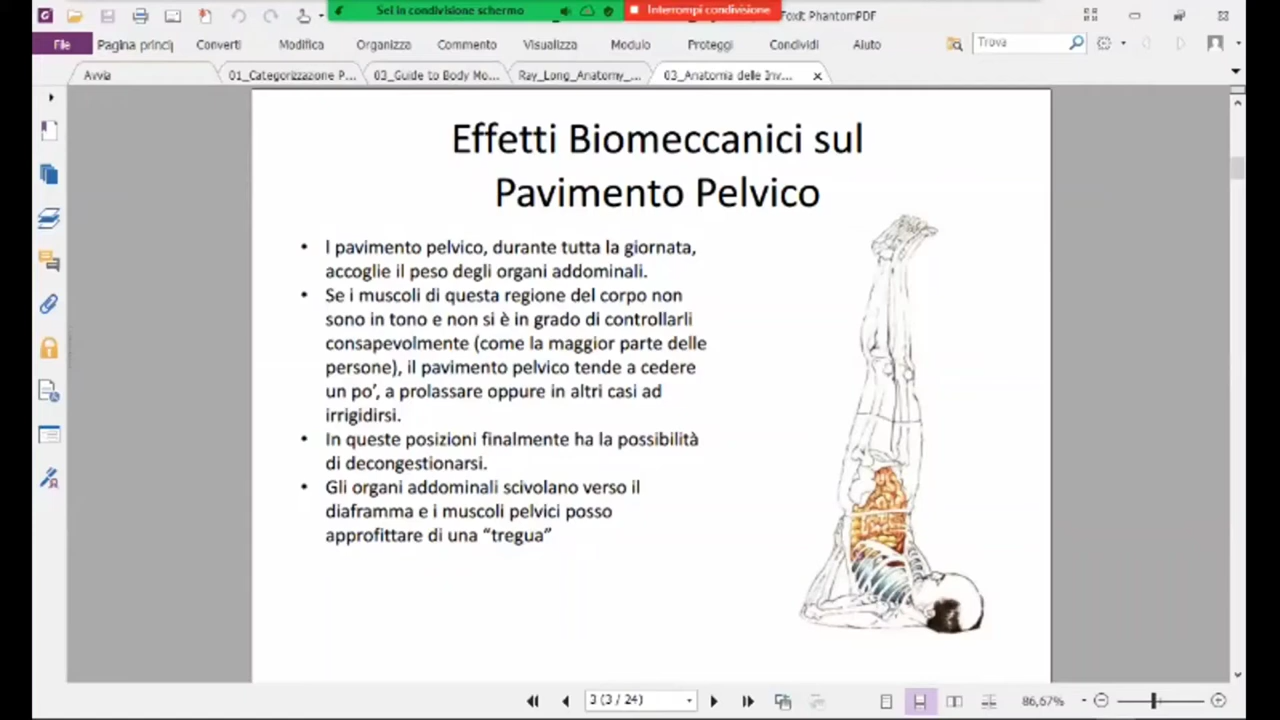 Sei in condivisione schermo
Interrompi condivisione
Foxit PhantomPDF
File
Pagina princij
Converti
Modifica
Organizza
Commento
Visualizza
Modulo
Proteggi
Condividi
Aiuto
Trova
Avvia
01_Categorizzazone P...
03_Guide to Body Mo...
Ray_Long_Anatomy_...
03_Anatomia delle Inv...
Effetti Biomeccanici sul
Pavimento Pelvico
• l pavimento pelvico, durante tutta la giornata,
accoglie il peso degli organi addominali.
• Se i muscoli di questa regione del corpo non
sono in tono e non si è in grado di controllarli
consapevolmente (come la maggior parte delle
persone), il pavimento pelvico tende a cedere
un po’, a prolassare oppure in altri casi ad
irrigidirsi.
• In queste posizioni finalmente ha la possibilità
di decongestionarsi.
• Gli organi addominali scivolano verso il
diaframma e i muscoli pelvici posso
approfittare di una “tregua”
3 (3 / 24)
86,67%